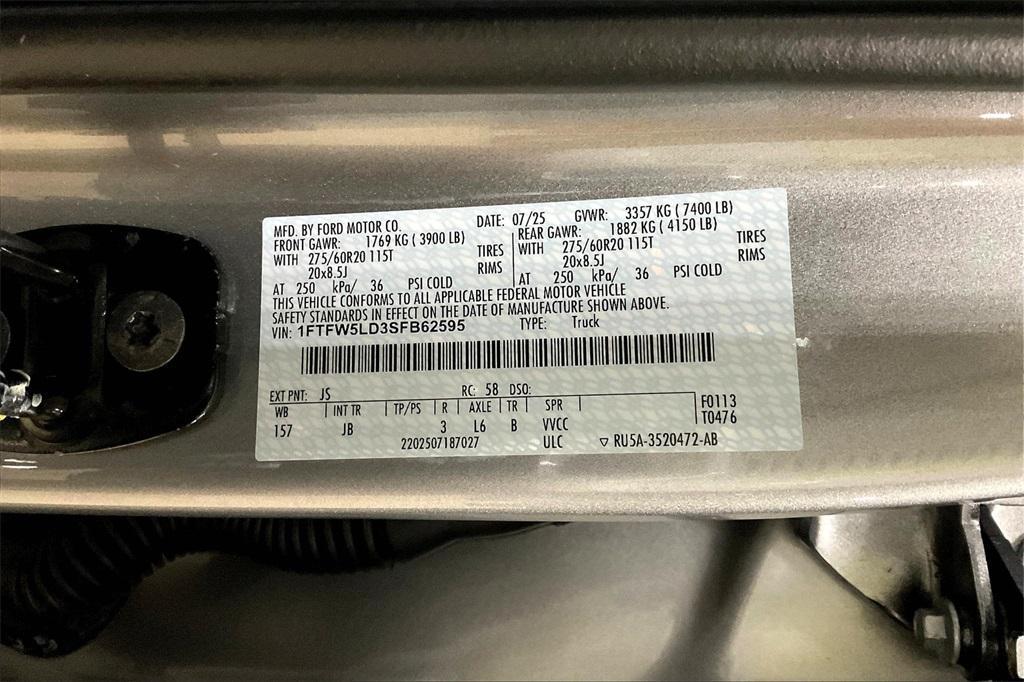 MFD. BY FORD MOTOR CO. DATE: 07/25 GVWR: 3357 KG ( 7400 LB)
FRONT GAWR: 1769 KG ( 3900 LB) REAR GAWR: 1882 KG ( 4150 LB)
WITH 275/60R20 115T TIRES WITH 275/60R20 115T TIRES
20x8.5J RIMS 20x8.5J RIMS
AT 250 kPa/ 36 PSI COLD AT 250 kPa/ 36 PSI COLD
THIS VEHICLE CONFORMS TO ALL APPLICABLE FEDERAL MOTOR VEHICLE
SAFETY STANDARDS IN EFFECT ON THE DATE OF MANUFACTURE SHOWN ABOVE.
VIN: 1FTFW5LD3SFB62595 TYPE: Truck
EXT PNT: JS RC: 58 DSO:
WB INT TR TP/PS R AXLE TR SPR F0113
157 JB 3 L6 B VVCC T0476
2202507187027 ULC ▽ RU5A-3520472-AB